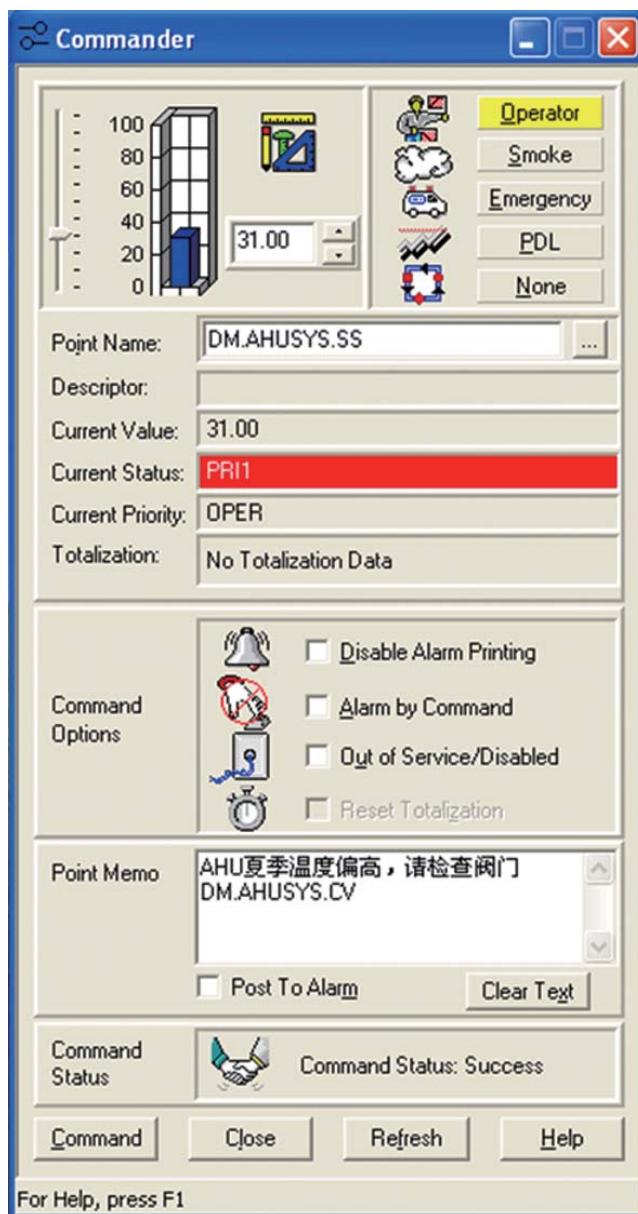 Commander
100
80
60
40
20
0
31.00
Operator
Smoke
Emergency
PDL
None
Point Name: DM.AHUSYS.SS ...
Descriptor:
Current Value: 31.00
Current Status: PRI1
Current Priority: OPER
Totalization: No Totalization Data
Command
Options
Disable Alarm Printing
Alarm by Command
Out of Service/Disabled
Reset Totalization
Point Memo
AHU夏季温度偏高，请检查阀门
DM.AHUSYS.CV
Post To Alarm
Clear Text
Command
Status
Command Status: Success
Command Close Refresh Help
For Help, press F1